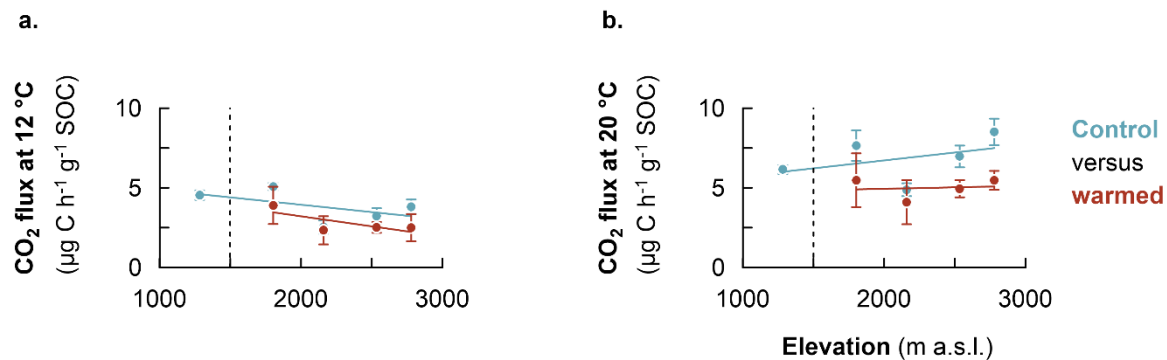 a.
CO₂ flux at 12 °C
(µg C h⁻¹ g⁻¹ SOC)
10
5
0
1000 2000 3000
b.
CO₂ flux at 20 °C
(µg C h⁻¹ g⁻¹ SOC)
10
5
0
1000 2000 3000
Elevation (m a.s.l.)
Control
versus
warmed